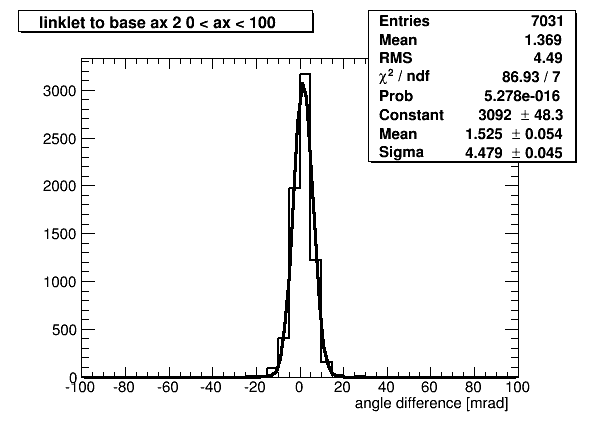 linklet to base ax 2 0 < ax < 100
Entries 7031
Mean 1.369
RMS 4.49
χ² / ndf 86.93 / 7
Prob 5.278e-016
Constant 3092 ± 48.3
Mean 1.525 ± 0.054
Sigma 4.479 ± 0.045
3000
2500
2000
1500
1000
500
0
-100 -80 -60 -40 -20 0 20 40 60 80 100
angle difference [mrad]